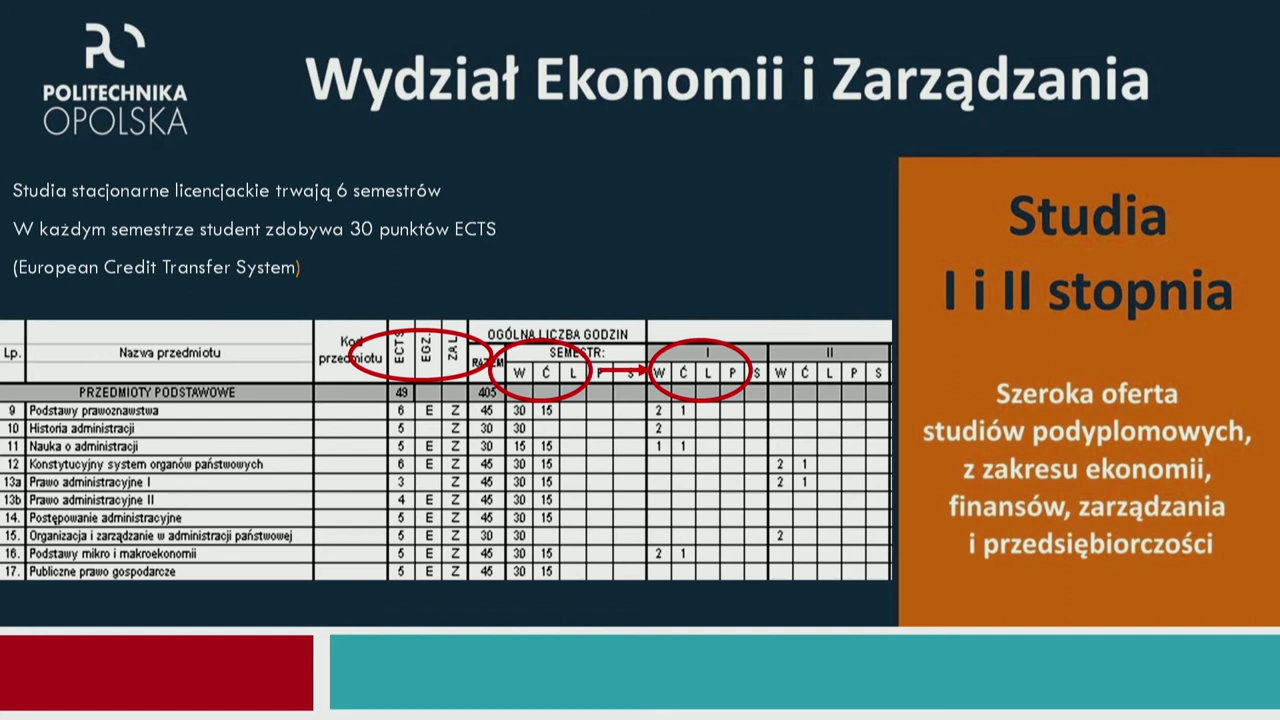 POLITECHNIKA
OPOLSKA
Wydział Ekonomii i Zarządzania
Studia stacjonarne licencjackie trwają 6 semestrów
W każdym semestrze student zdobywa 30 punktów ECTS
(European Credit Transfer System)
Lp. Nazwa przedmiotu Kod przedmiotu ECTS EGZ. ZAL OGÓLNA LICZBA GODZIN
RAZEM SEMESTR: I II
W Ć L P S W Ć L P S W Ć L P S
PRZEDMIOTY PODSTAWOWE 49 405
9 Podstawy prawoznawstwa 6 E Z 45 30 15 2 1
10 Historia administracji 5 Z 30 30 2
11 Nauka o administracji 5 E Z 30 15 15 1 1
12 Konstytucyjny system organów państwowych 6 E Z 45 30 15 2 1
13a Prawo administracyjne I 3 Z 45 30 15 2 1
13b Prawo administracyjne II 4 E Z 45 30 15
14. Postępowanie administracyjne 5 E Z 45 30 15
15. Organizacja i zarządzanie w administracji państwowej 5 E Z 30 30 2
16. Podstawy mikro i makroekonomii 5 E Z 45 30 15 2 1
17. Publiczne prawo gospodarcze 5 E Z 45 30 15
Studia
I i II stopnia
Szeroka oferta
studiów podyplomowych,
z zakresu ekonomii,
finansów, zarządzania
i przedsiębiorczości